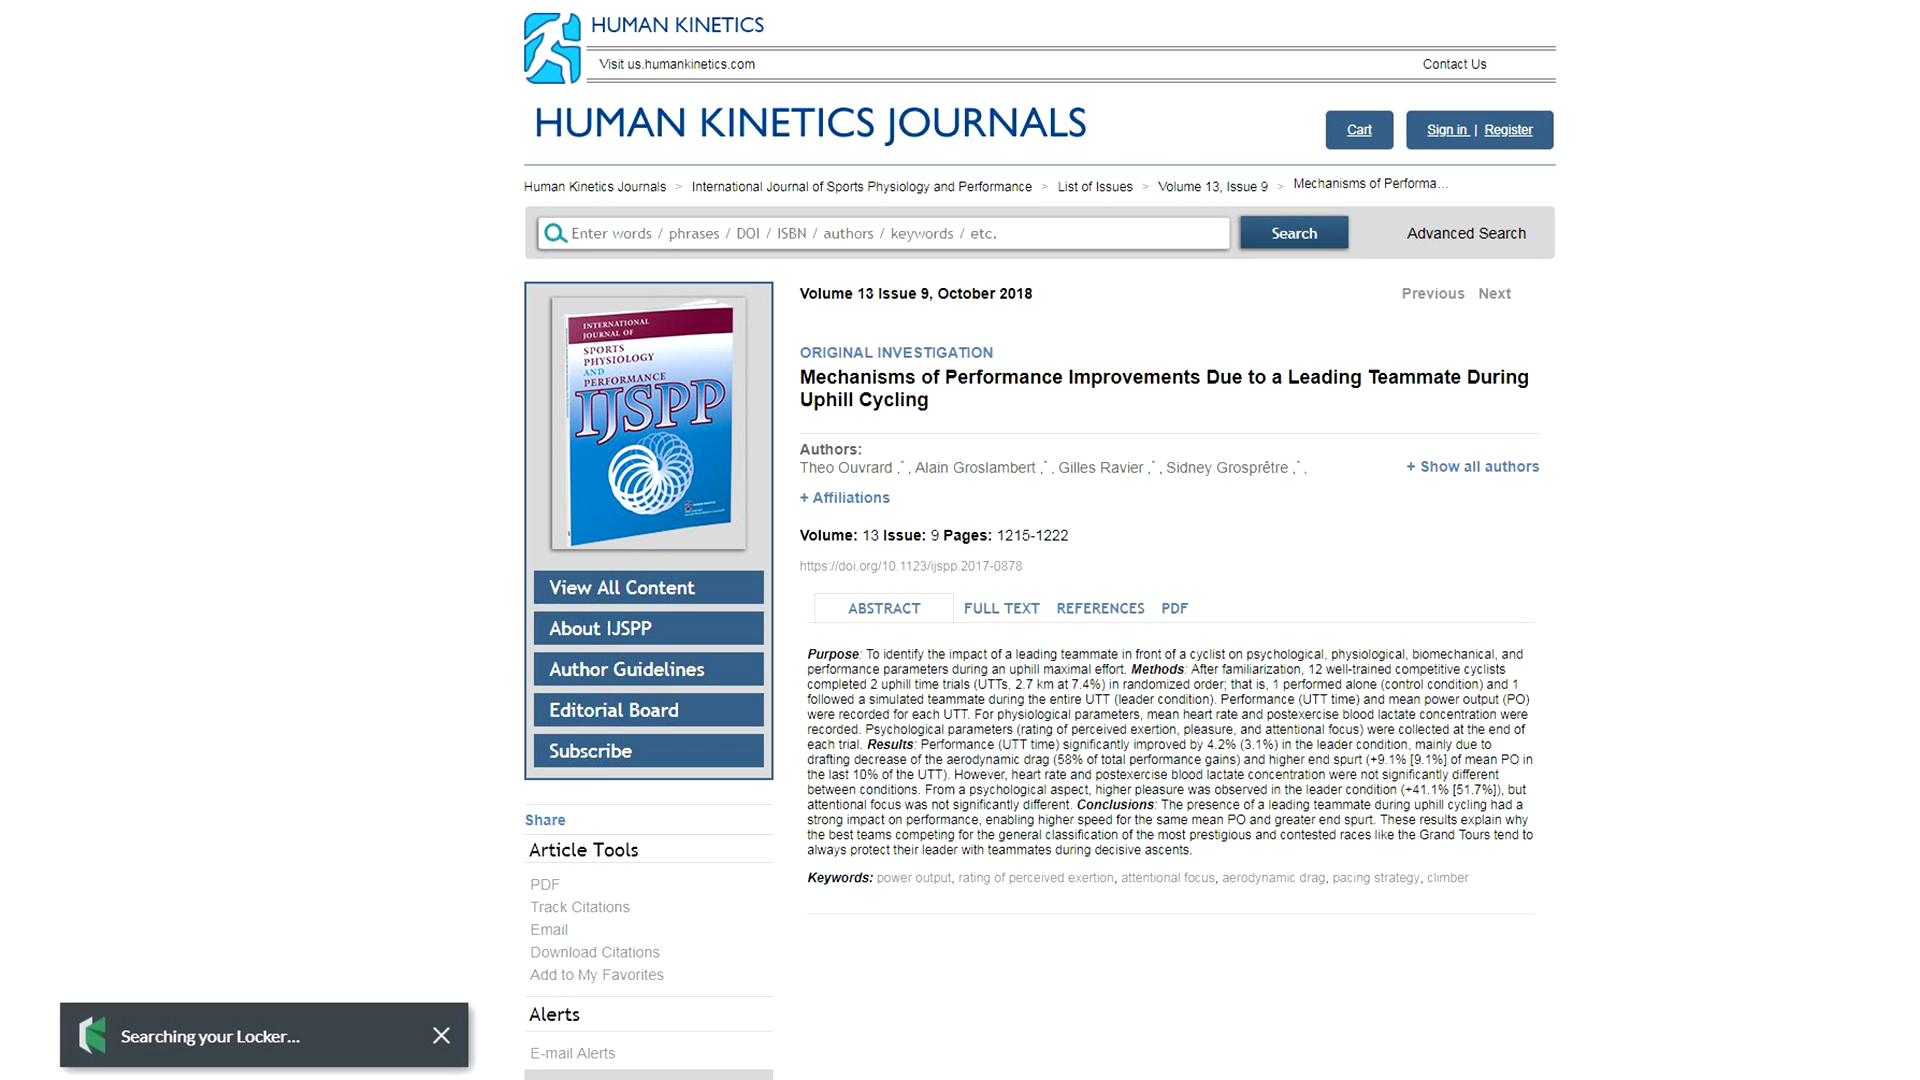 HUMAN KINETICS
Visit us.humankinetics.com
Contact Us
HUMAN KINETICS JOURNALS
Cart
Sign in | Register
Human Kinetics Journals > International Journal of Sports Physiology and Performance > List of Issues > Volume 13, Issue 9 > Mechanisms of Performa...
Enter words / phrases / DOI / ISBN / authors / keywords / etc.
Search
Advanced Search
INTERNATIONAL
JOURNAL OF
SPORTS
PHYSIOLOGY
AND
PERFORMANCE
IJSPP
View All Content
About IJSPP
Author Guidelines
Editorial Board
Subscribe
Share
Article Tools
PDF
Track Citations
Email
Download Citations
Add to My Favorites
Alerts
E-mail Alerts
Volume 13 Issue 9, October 2018
Previous Next
ORIGINAL INVESTIGATION
Mechanisms of Performance Improvements Due to a Leading Teammate During
Uphill Cycling
Authors:
Theo Ouvrard ,* , Alain Groslambert ,* , Gilles Ravier ,* , Sidney Grosprêtre ,* ,
+ Show all authors
+ Affiliations
Volume: 13 Issue: 9 Pages: 1215-1222
https://doi.org/10.1123/ijspp.2017-0878
ABSTRACT FULL TEXT REFERENCES PDF
Purpose: To identify the impact of a leading teammate in front of a cyclist on psychological, physiological, biomechanical, and
performance parameters during an uphill maximal effort. Methods: After familiarization, 12 well-trained competitive cyclists
completed 2 uphill time trials (UTTs, 2.7 km at 7.4%) in randomized order; that is, 1 performed alone (control condition) and 1
followed a simulated teammate during the entire UTT (leader condition). Performance (UTT time) and mean power output (PO)
were recorded for each UTT. For physiological parameters, mean heart rate and postexercise blood lactate concentration were
recorded. Psychological parameters (rating of perceived exertion, pleasure, and attentional focus) were collected at the end of
each trial. Results: Performance (UTT time) significantly improved by 4.2% (3.1%) in the leader condition, mainly due to
drafting decrease of the aerodynamic drag (58% of total performance gains) and higher end spurt (+9.1% [9.1%] of mean PO in
the last 10% of the UTT). However, heart rate and postexercise blood lactate concentration were not significantly different
between conditions. From a psychological aspect, higher pleasure was observed in the leader condition (+41.1% [51.7%]), but
attentional focus was not significantly different. Conclusions: The presence of a leading teammate during uphill cycling had a
strong impact on performance, enabling higher speed for the same mean PO and greater end spurt. These results explain why
the best teams competing for the general classification of the most prestigious and contested races like the Grand Tours tend to
always protect their leader with teammates during decisive ascents.
Keywords: power output, rating of perceived exertion, attentional focus, aerodynamic drag, pacing strategy, climber
Searching your Locker...